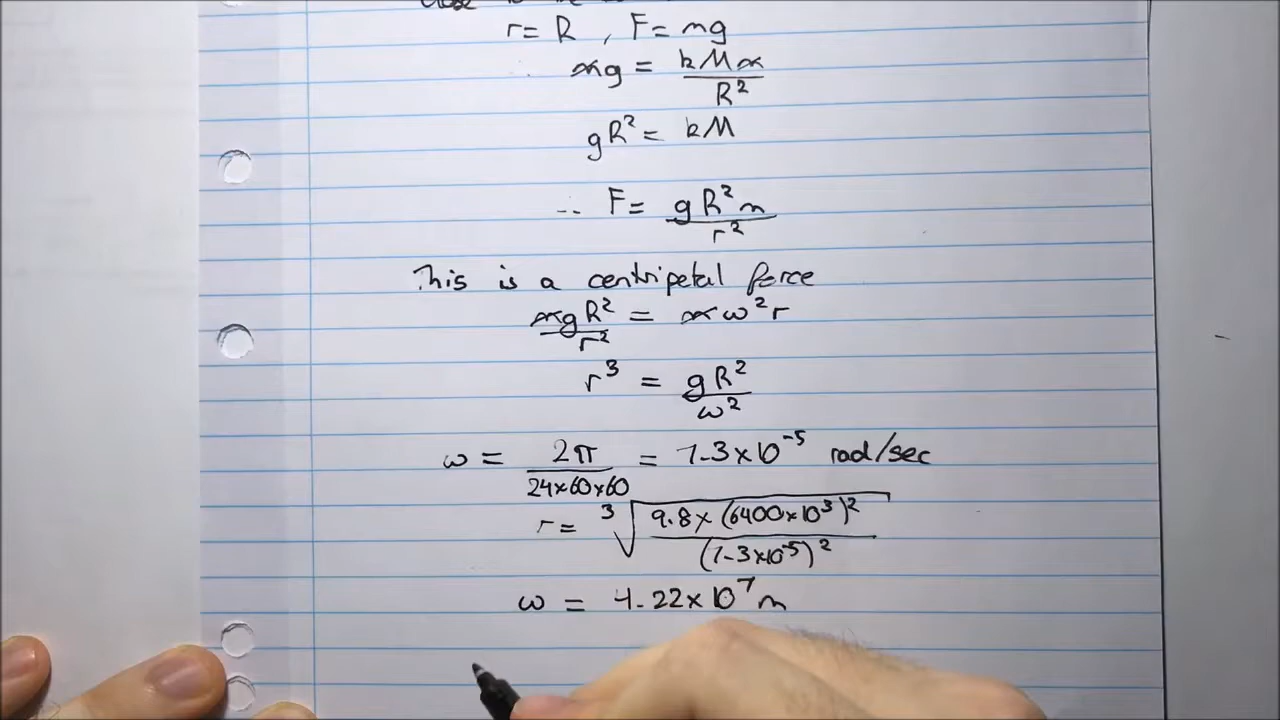 r = R , F = mg
mg = kMm / R²
gR² = kM
∴ F = gR²m / r²
This is a centripetal force
mgR² / r² = mω²r
r³ = gR² / ω²
ω = 2π / 24×60×60 = 7.3×10⁻⁵ rad/sec
r = ³√(9.8×(6400×10³)² / (7.3×10⁻⁵)²)
ω = 4.22×10⁷m